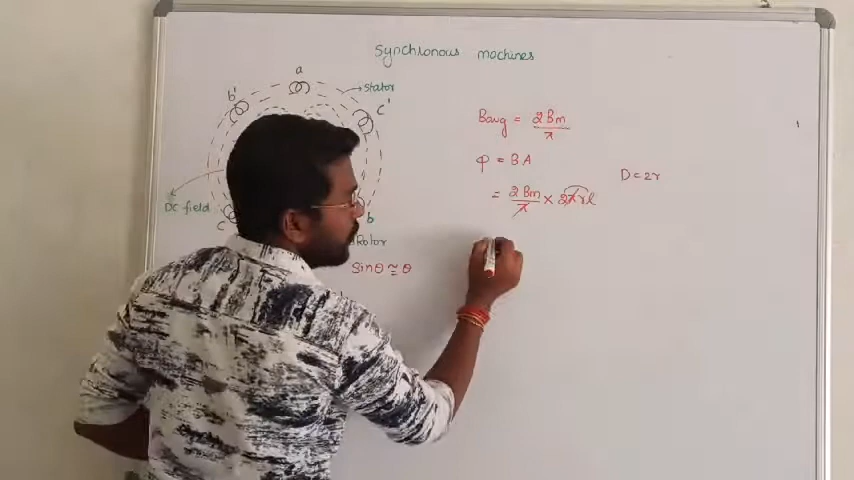 Synchronous machines
a
b'
stator
c'
DC field
c
b
Rotor
Sinθ ≅ θ
Bavg = 2Bm/π
φ = BA
D = 2r
= 2Bm/π × 2πrl